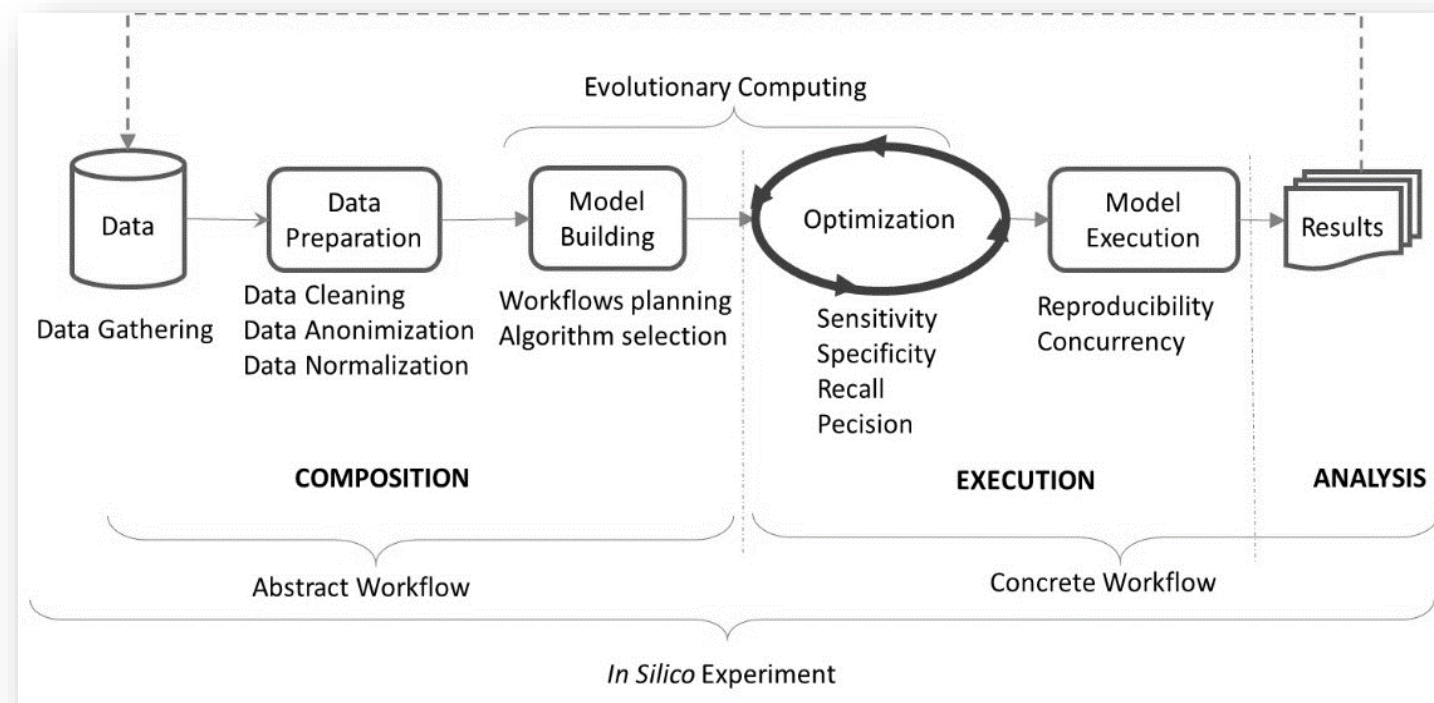 Evolutionary Computing
Data
Data Gathering
Data
Preparation
Data Cleaning
Data Anonimization
Data Normalization
Model
Building
Workflows planning
Algorithm selection
Optimization
Sensitivity
Specificity
Recall
Pecision
Model
Execution
Reproducibility
Concurrency
Results
COMPOSITION
EXECUTION
ANALYSIS
Abstract Workflow
Concrete Workflow
In Silico Experiment